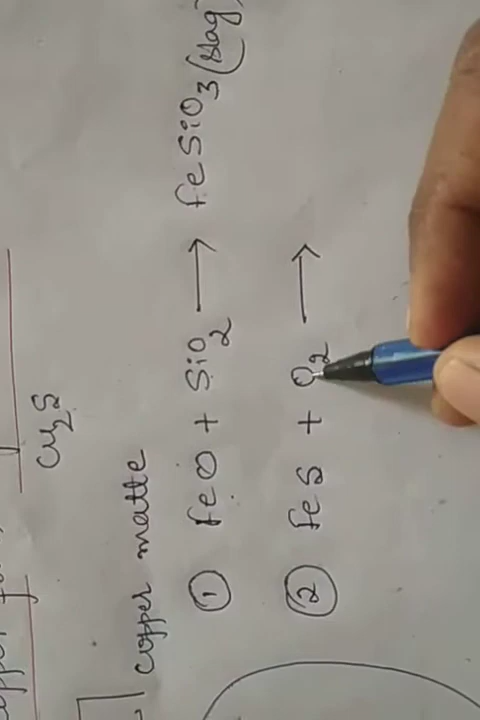 Cu2S
copper matte
① FeO + SiO2 ⟶ FeSiO3 (slag)
② FeS + O2 ⟶